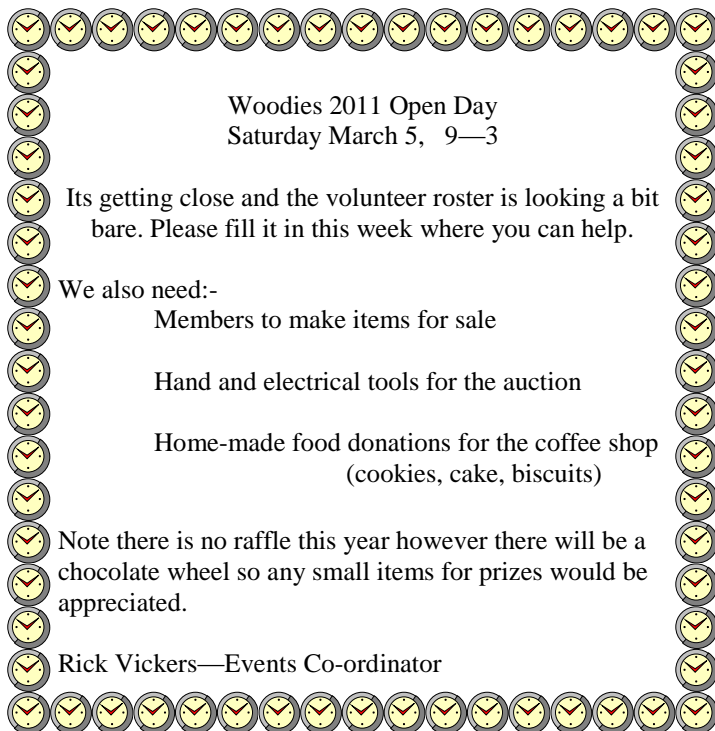 Woodies 2011 Open Day
Saturday March 5,   9—3
Its getting close and the volunteer roster is looking a bit
bare. Please fill it in this week where you can help.
We also need:-
Members to make items for sale
Hand and electrical tools for the auction
Home-made food donations for the coffee shop
(cookies, cake, biscuits)
Note there is no raffle this year however there will be a
chocolate wheel so any small items for prizes would be
appreciated.
Rick Vickers—Events Co-ordinator